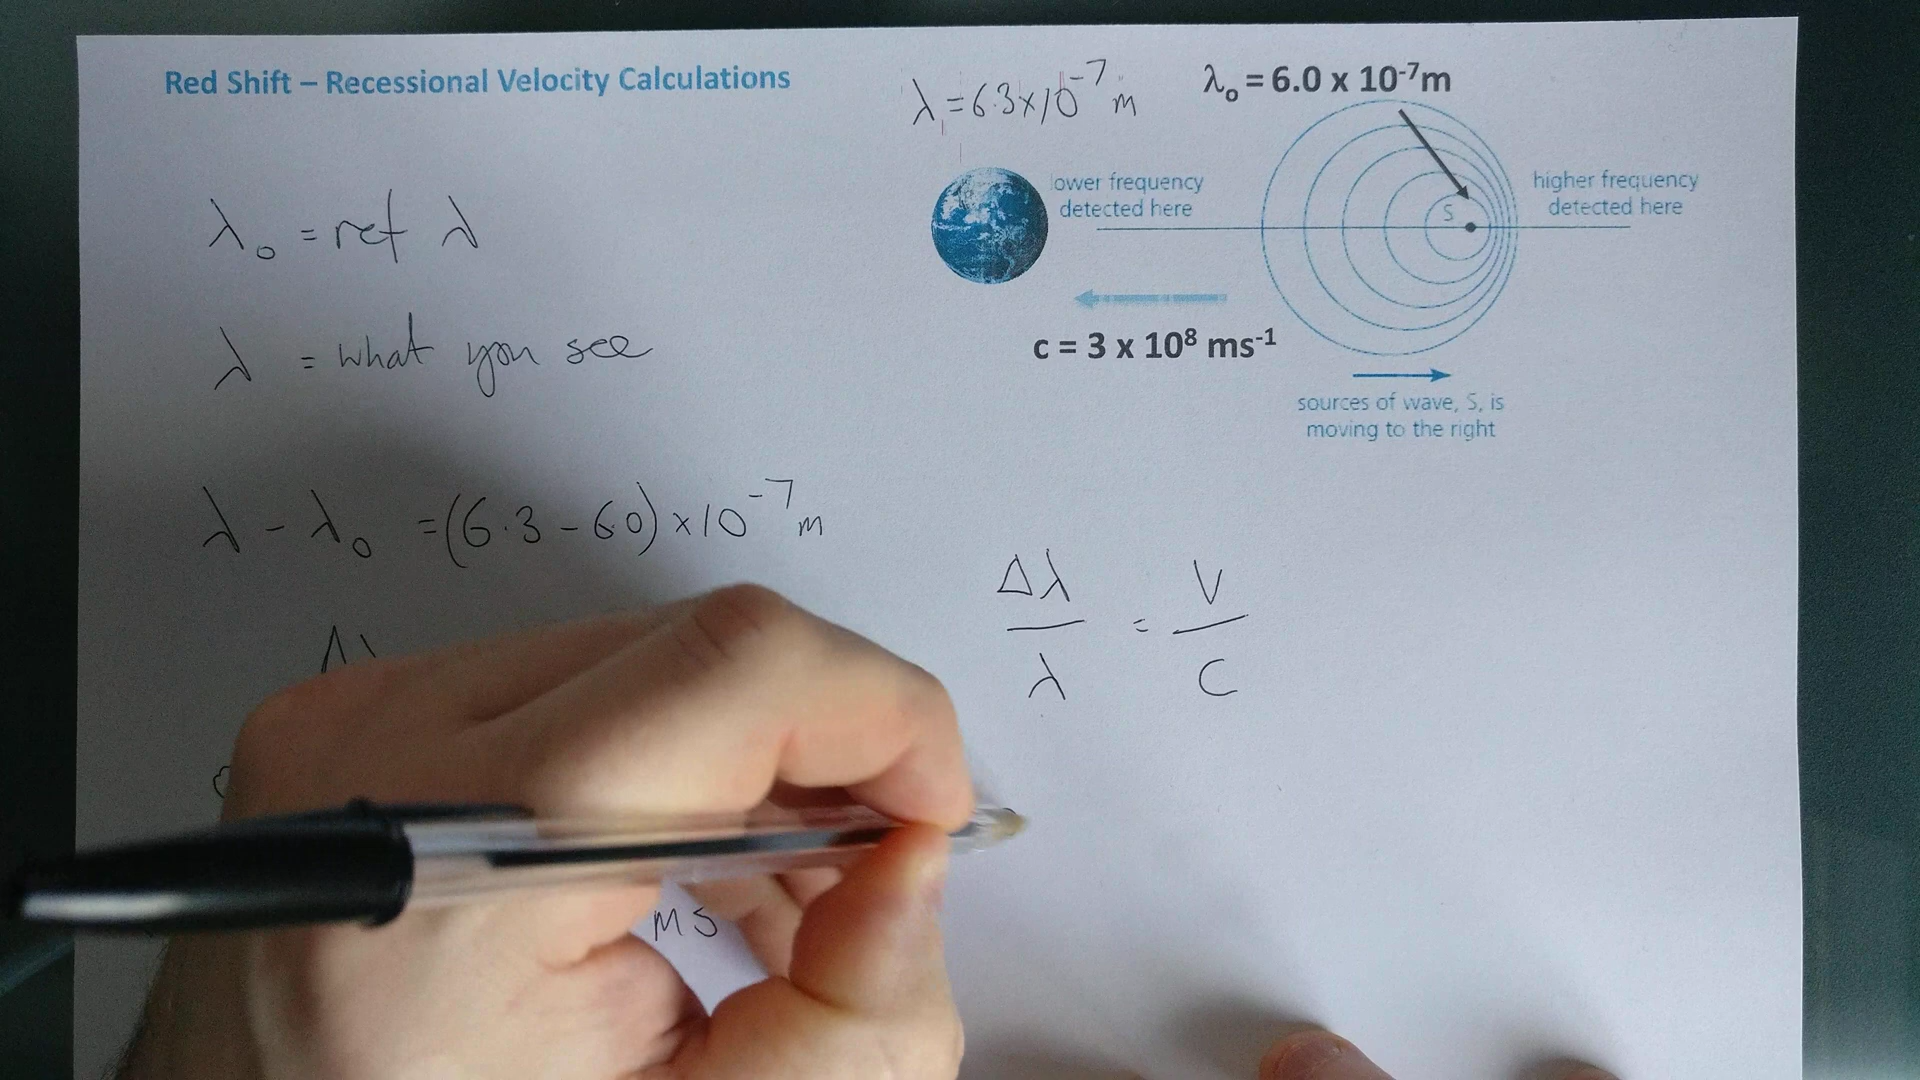 Red Shift – Recessional Velocity Calculations
λ = 6.3 x 10⁻⁷ m
λ₀ = 6.0 x 10⁻⁷m
lower frequency
detected here
S
higher frequency
detected here
c = 3 x 10⁸ ms⁻¹
sources of wave, S, is
moving to the right
λ₀ = ref λ
λ = what you see
λ - λ₀ = (6.3 - 6.0) x 10⁻⁷ m
Δλ
Δλ/λ = V/C
ms